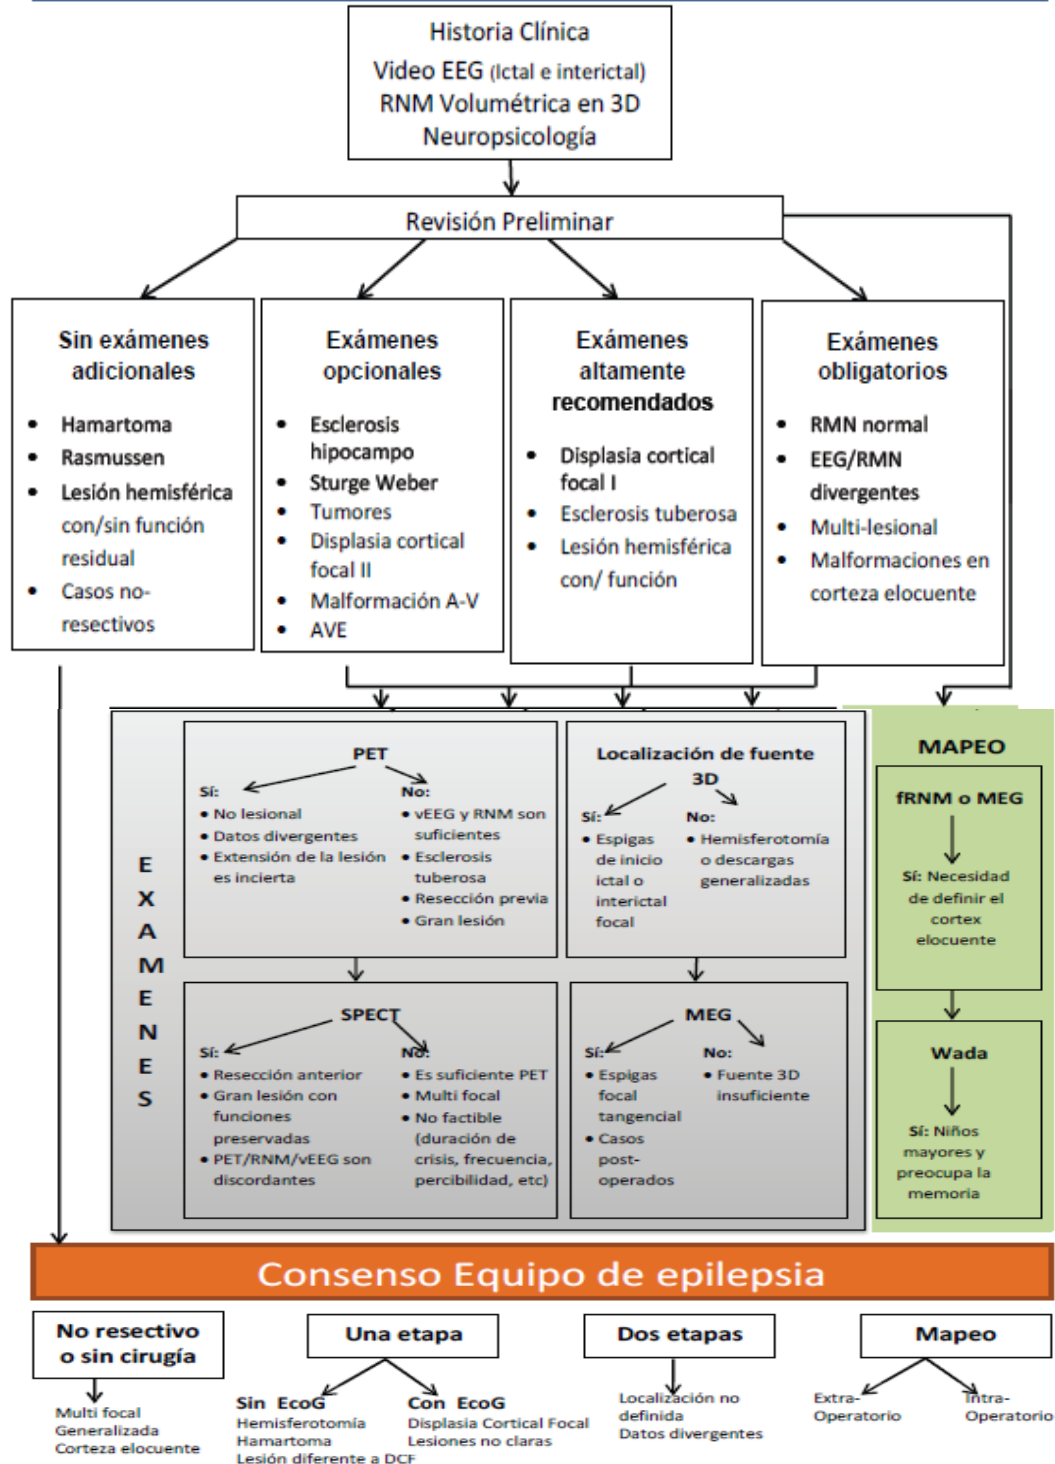 Historia Clínica
Video EEG (Ictal e interictal)
RNM Volumétrica en 3D
Neuropsicología
Revisión Preliminar
Sin exámenes
adicionales
• Hamartoma
• Rasmussen
• Lesión hemisférica
con/sin función
residual
• Casos no-
resectivos
Exámenes
opcionales
• Esclerosis
hipocampo
• Sturge Weber
• Tumores
• Displasia cortical
focal II
• Malformación A-V
• AVE
Exámenes
altamente
recomendados
• Displasia cortical
focal I
• Esclerosis tuberosa
• Lesión hemisférica
con/ función
Exámenes
obligatorios
• RMN normal
• EEG/RMN
divergentes
• Multi-lesional
• Malformaciones en
corteza elocuente
E
X
A
M
E
N
E
S
PET
Sí:
• No lesional
• Datos divergentes
• Extensión de la lesión
es incierta
No:
• vEEG y RNM son
suficientes
• Esclerosis
tuberosa
• Resección previa
• Gran lesión
Localización de fuente
3D
Sí:
• Espigas
de inicio
ictal o
interictal
focal
No:
• Hemisferotomía
o descargas
generalizadas
SPECT
Sí:
• Resección anterior
• Gran lesión con
funciones
preservadas
• PET/RNM/vEEG son
discordantes
No:
• Es suficiente PET
• Multi focal
• No factible
(duración de
crisis, frecuencia,
percibilidad, etc)
MEG
Sí:
• Espigas
focal
tangencial
• Casos
post-
operados
No:
• Fuente 3D
insuficiente
MAPEO
fRNM o MEG
Sí: Necesidad
de definir el
cortex
elocuente
Wada
Sí: Niños
mayores y
preocupa la
memoria
Consenso Equipo de epilepsia
No resectivo
o sin cirugía
Multi focal
Generalizada
Corteza elocuente
Una etapa
Sin EcoG
Hemisferotomía
Hamartoma
Lesión diferente a DCF
Con EcoG
Displasia Cortical Focal
Lesiones no claras
Dos etapas
Localización no
definida
Datos divergentes
Mapeo
Extra-
Operatorio
Intra-
Operatorio